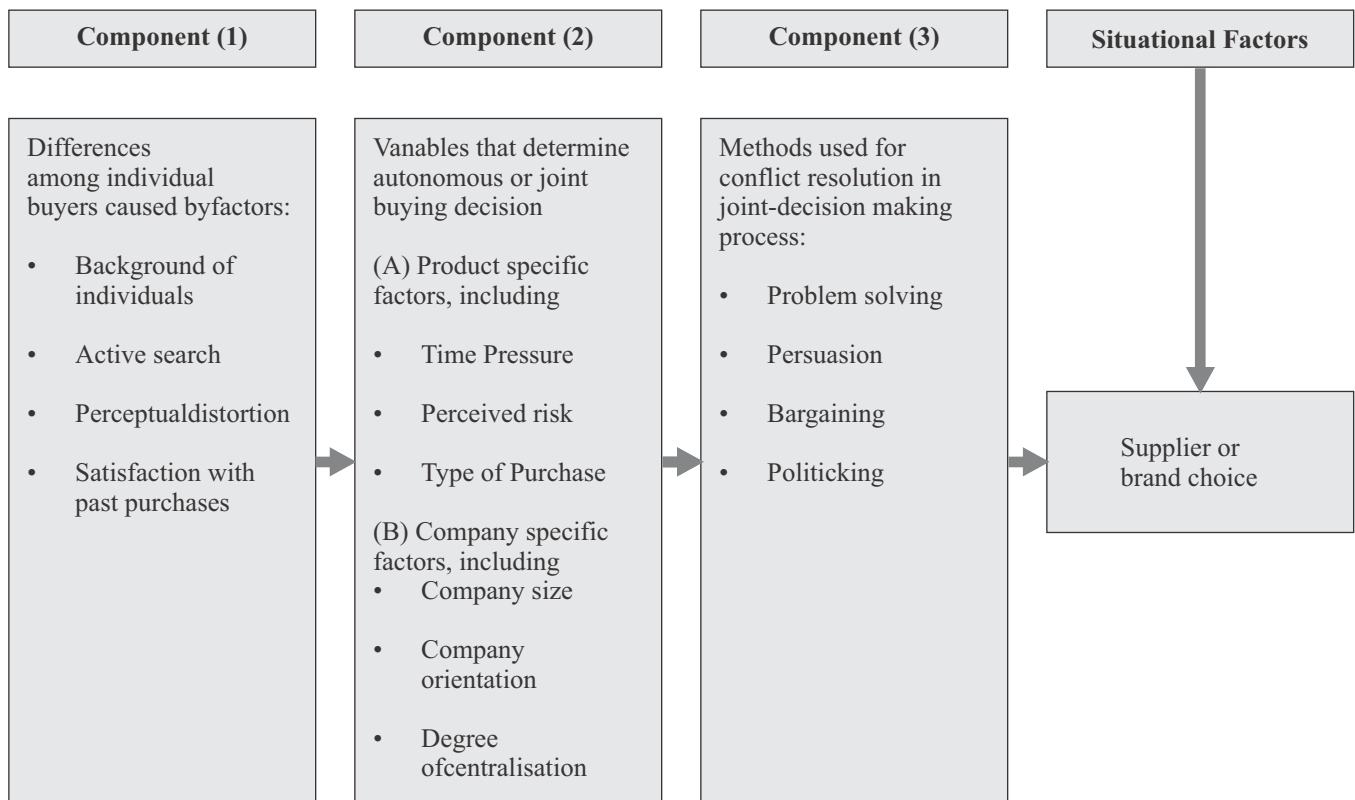 Component (1)
Component (2)
Component (3)
Situational Factors
Differences
among individual
buyers caused byfactors:
• Background of
individuals
• Active search
• Perceptualdistortion
• Satisfaction with
past purchases
Vanables that determine
autonomous or joint
buying decision
(A) Product specific
factors, including
• Time Pressure
• Perceived risk
• Type of Purchase
(B) Company specific
factors, including
• Company size
• Company
orientation
• Degree
ofcentralisation
Methods used for
conflict resolution in
joint-decision making
process:
• Problem solving
• Persuasion
• Bargaining
• Politicking
Supplier or
brand choice